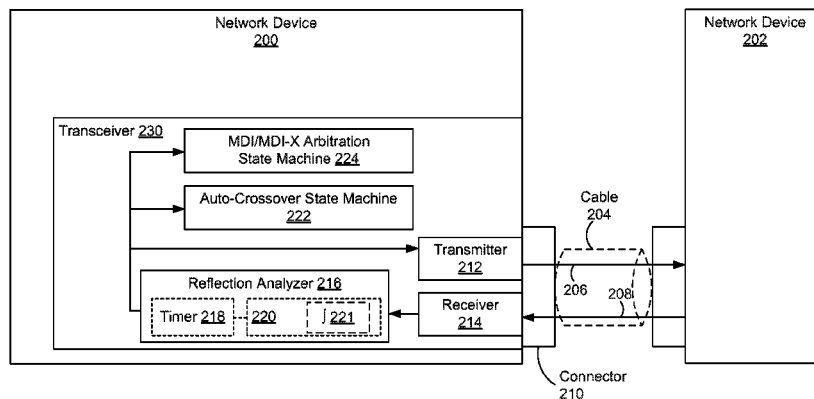 Network Device
200
Network Device
202
Transceiver 230
MDI/MDI-X Arbitration
State Machine 224
Auto-Crossover State Machine
222
Cable
204
Transmitter
212
206
Reflection Analyzer 216
Timer 218
220
∫ 221
Receiver
214
208
Connector
210